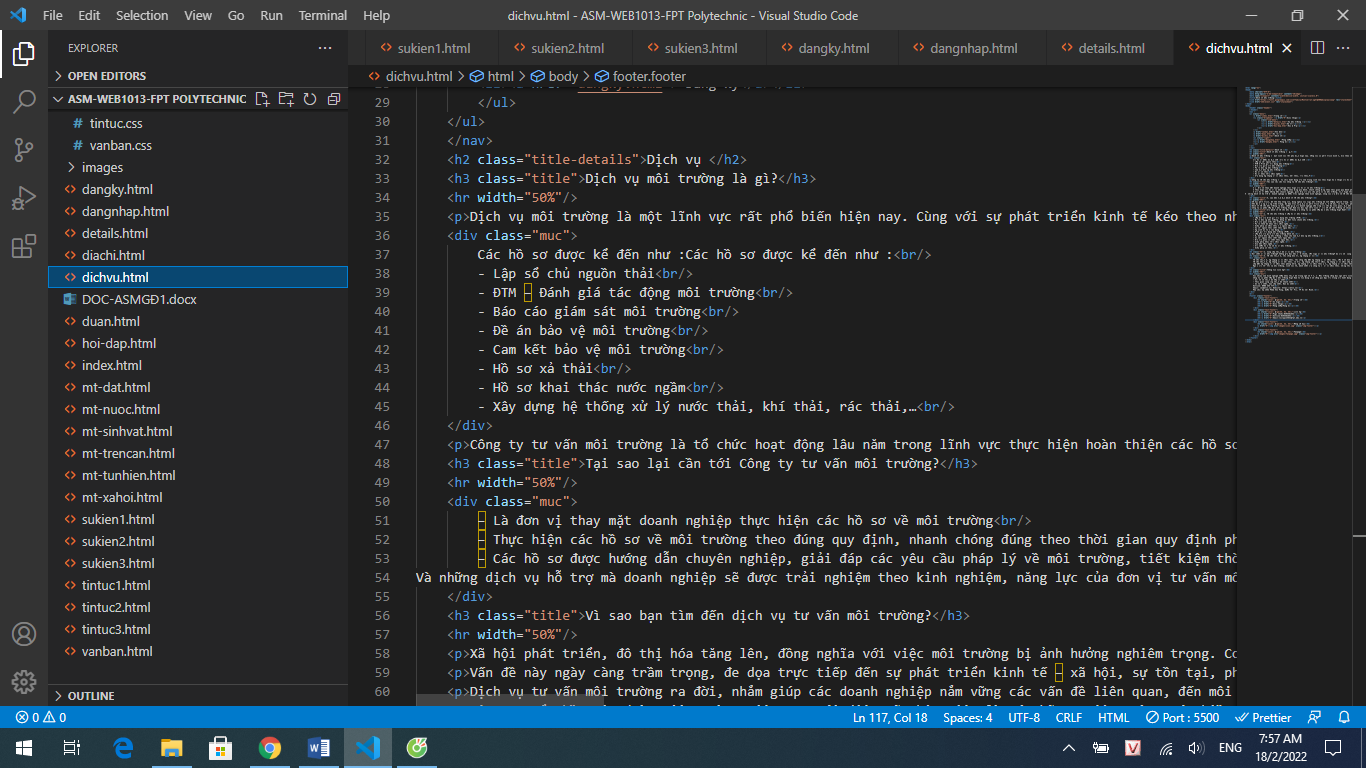 File Edit Selection View Go Run Terminal Help
dichvu.html - ASM-WEB1013-FPT Polytechnic - Visual Studio Code
EXPLORER
OPEN EDITORS
ASM-WEB1013-FPT POLYTECHNIC
tintuc.css
vanban.css
images
dangky.html
dangnhap.html
details.html
diachi.html
dichvu.html
DOC-ASMGD1.docx
duan.html
hoi-dap.html
index.html
mt-dat.html
mt-nuoc.html
mt-sinhvat.html
mt-trencan.html
mt-tunhien.html
mt-xahoi.html
sukien1.html
sukien2.html
sukien3.html
tintuc1.html
tintuc2.html
tintuc3.html
vanban.html
OUTLINE
sukien1.html sukien2.html sukien3.html dangky.html dangnhap.html details.html dichvu.html
dichvu.html > html > body > footer.footer
29 </ul>
30 </ul>
31 </nav>
32 <h2 class="title-details">Dịch vụ </h2>
33 <h3 class="title">Dịch vụ môi trường là gì?</h3>
34 <hr width="50%"/>
35 <p>Dịch vụ môi trường là một lĩnh vực rất phổ biến hiện nay. Cùng với sự phát triển kinh tế kéo theo
36 <div class="muc">
37 Các hồ sơ được kể đến như :Các hồ sơ được kể đến như :<br/>
38 - Lập sổ chủ nguồn thải<br/>
39 - ĐTM – Đánh giá tác động môi trường<br/>
40 - Báo cáo giám sát môi trường<br/>
41 - Đề án bảo vệ môi trường<br/>
42 - Cam kết bảo vệ môi trường<br/>
43 - Hồ sơ xả thải<br/>
44 - Hồ sơ khai thác nước ngầm<br/>
45 - Xây dựng hệ thống xử lý nước thải, khí thải, rác thải,…<br/>
46 </div>
47 <p>Công ty tư vấn môi trường là tổ chức hoạt động lâu năm trong lĩnh vực thực hiện hoàn thiện các hồ
48 <h3 class="title">Tại sao lại cần tới Công ty tư vấn môi trường?</h3>
49 <hr width="50%"/>
50 <div class="muc">
51 – Là đơn vị thay mặt doanh nghiệp thực hiện các hồ sơ về môi trường<br/>
52 – Thực hiện các hồ sơ về môi trường theo đúng quy định, nhanh chóng đúng theo thời gian quy định
53 – Các hồ sơ được hướng dẫn chuyên nghiệp, giải đáp các yêu cầu pháp lý về môi trường, tiết kiệm
54 Và những dịch vụ hỗ trợ mà doanh nghiệp sẽ được trải nghiệm theo kinh nghiệm, năng lực của đơn vị tư vấn
55 </div>
56 <h3 class="title">Vì sao bạn tìm đến dịch vụ tư vấn môi trường?</h3>
57 <hr width="50%"/>
58 <p>Xã hội phát triển, đô thị hóa tăng lên, đồng nghĩa với việc môi trường bị ảnh hưởng nghiêm trọng.
59 <p>Vấn đề này ngày càng trầm trọng, đe dọa trực tiếp đến sự phát triển kinh tế – xã hội, sự tồn tại,
60 <p>Dịch vụ tư vấn môi trường ra đời, nhằm giúp các doanh nghiệp nắm vững các vấn đề liên quan, đến môi
0 0 Ln 117, Col 18 Spaces: 4 UTF-8 CRLF HTML Port : 5500 Prettier
ENG
7:57 AM
18/2/2022